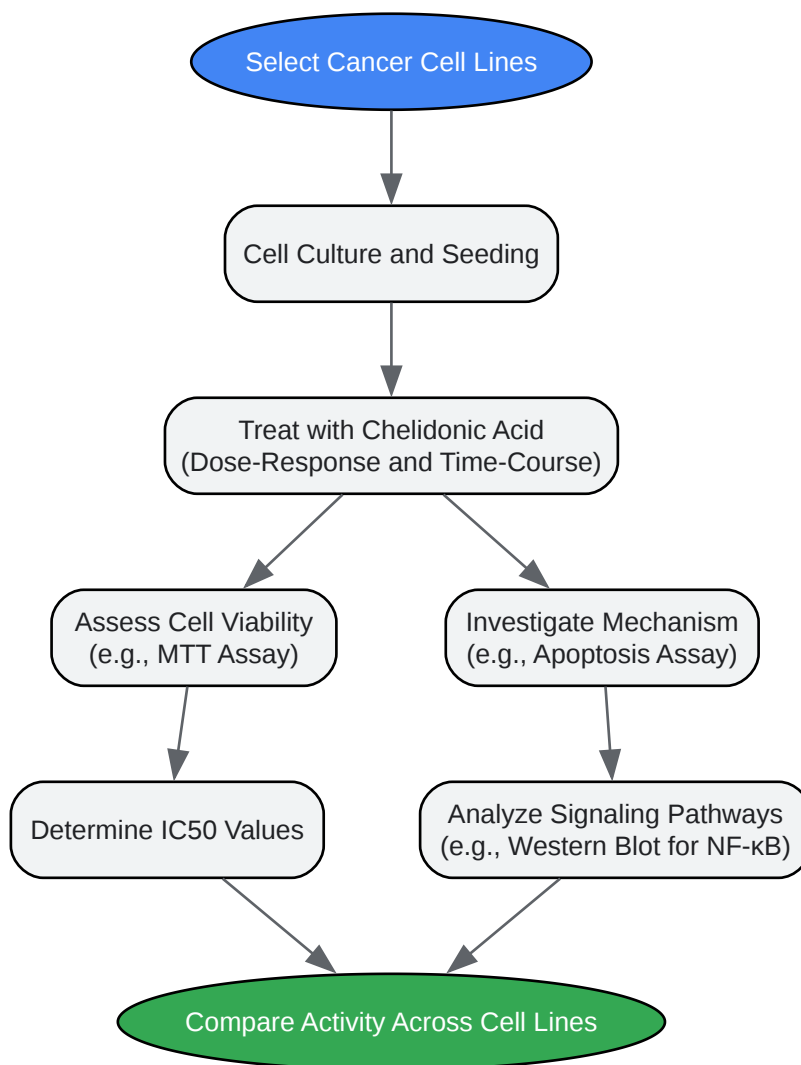 Select Cancer Cell Lines
Cell Culture and Seeding
Treat with Chelidonic Acid
(Dose-Response and Time-Course)
Assess Cell Viability
(e.g., MTT Assay)
Investigate Mechanism
(e.g., Apoptosis Assay)
Determine IC50 Values
Analyze Signaling Pathways
(e.g., Western Blot for NF-κB)
Compare Activity Across Cell Lines